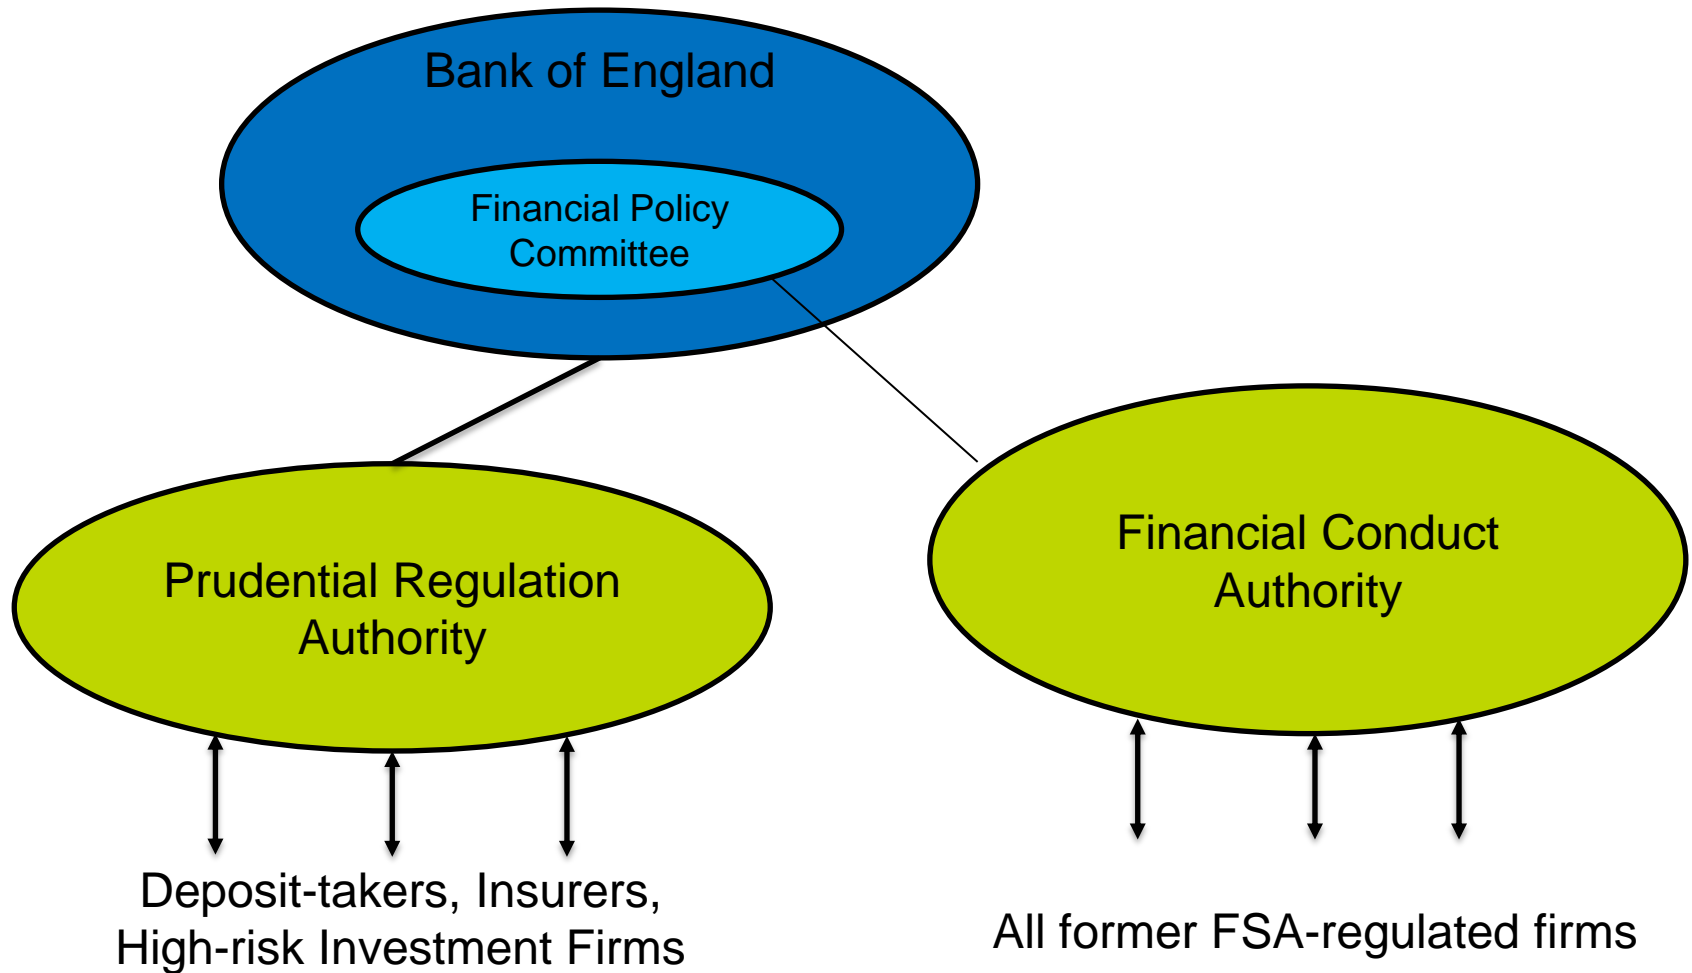 Bank of England
Financial Policy
Committee
Prudential Regulation
Authority
Financial Conduct
Authority
Deposit-takers, Insurers,
High-risk Investment Firms
All former FSA-regulated firms